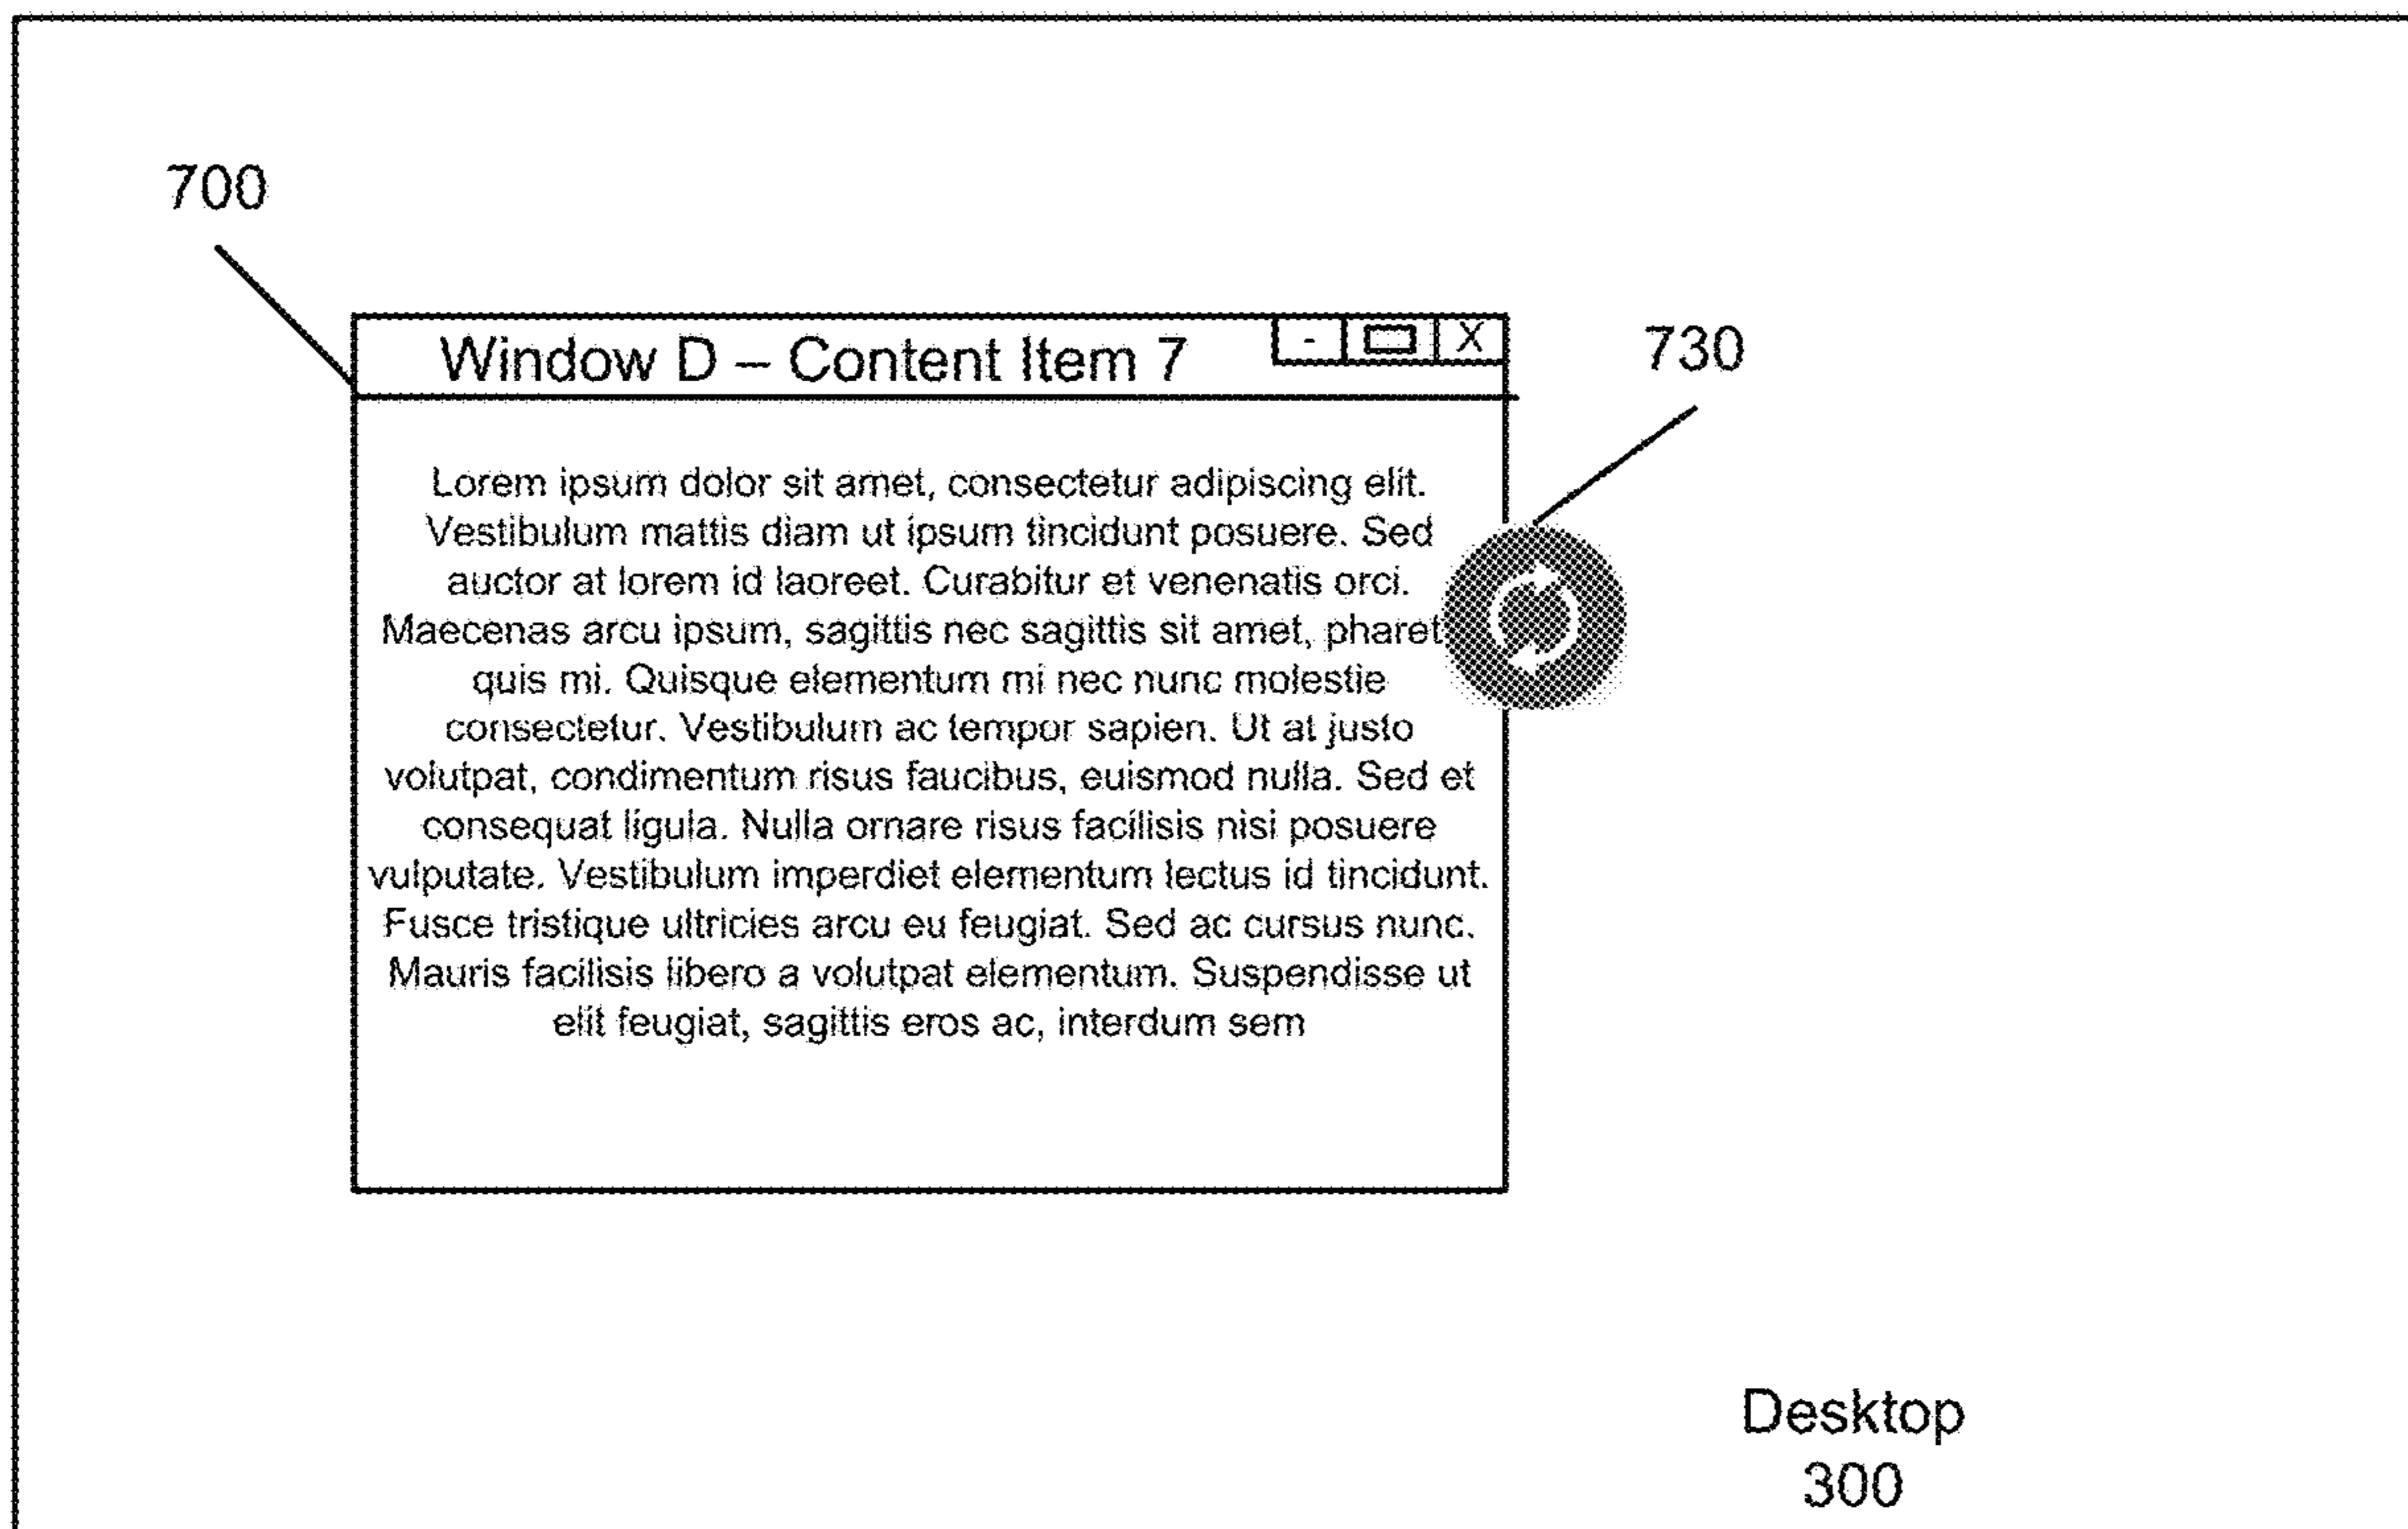 700
Window D – Content Item 7
- X
730
Lorem ipsum dolor sit amet, consectetur adipiscing elit.
Vestibulum mattis diam ut ipsum tincidunt posuere. Sed
auctor at lorem id laoreet. Curabitur et venenatis orci.
Maecenas arcu ipsum, sagittis nec sagittis sit amet, pharet
quis mi. Quisque elementum mi nec nunc molestie
consectetur. Vestibulum ac tempor sapien. Ut at justo
volutpat, condimentum risus faucibus, euismod nulla. Sed et
consequat ligula. Nulla ornare risus facilisis nisi posuere
vulputate. Vestibulum imperdiet elementum lectus id tincidunt.
Fusce tristique ultricies arcu eu feugiat. Sed ac cursus nunc.
Mauris facilisis libero a volutpat elementum. Suspendisse ut
elit feugiat, sagittis eros ac, interdum sem
Desktop
300